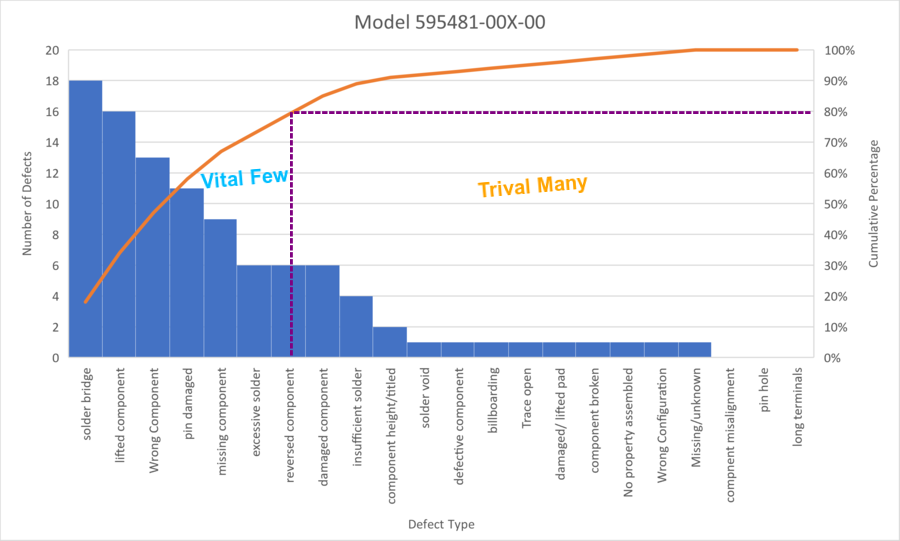 Model 595481-00X-00
20
18
16
14
12
10
8
6
4
2
0
Number of Defects
100%
90%
80%
70%
60%
50%
40%
30%
20%
10%
0%
Cumulative Percentage
Vital Few
Trival Many
solder bridge
lifted component
Wrong Component
pin damaged
missing component
excessive solder
reversed component
damaged component
insufficient solder
component height/titled
solder void
defective component
billboarding
Trace open
damaged/ lifted pad
component broken
No property assembled
Wrong Configuration
Missing/unknown
compnent misalignment
pin hole
long terminals
Defect Type